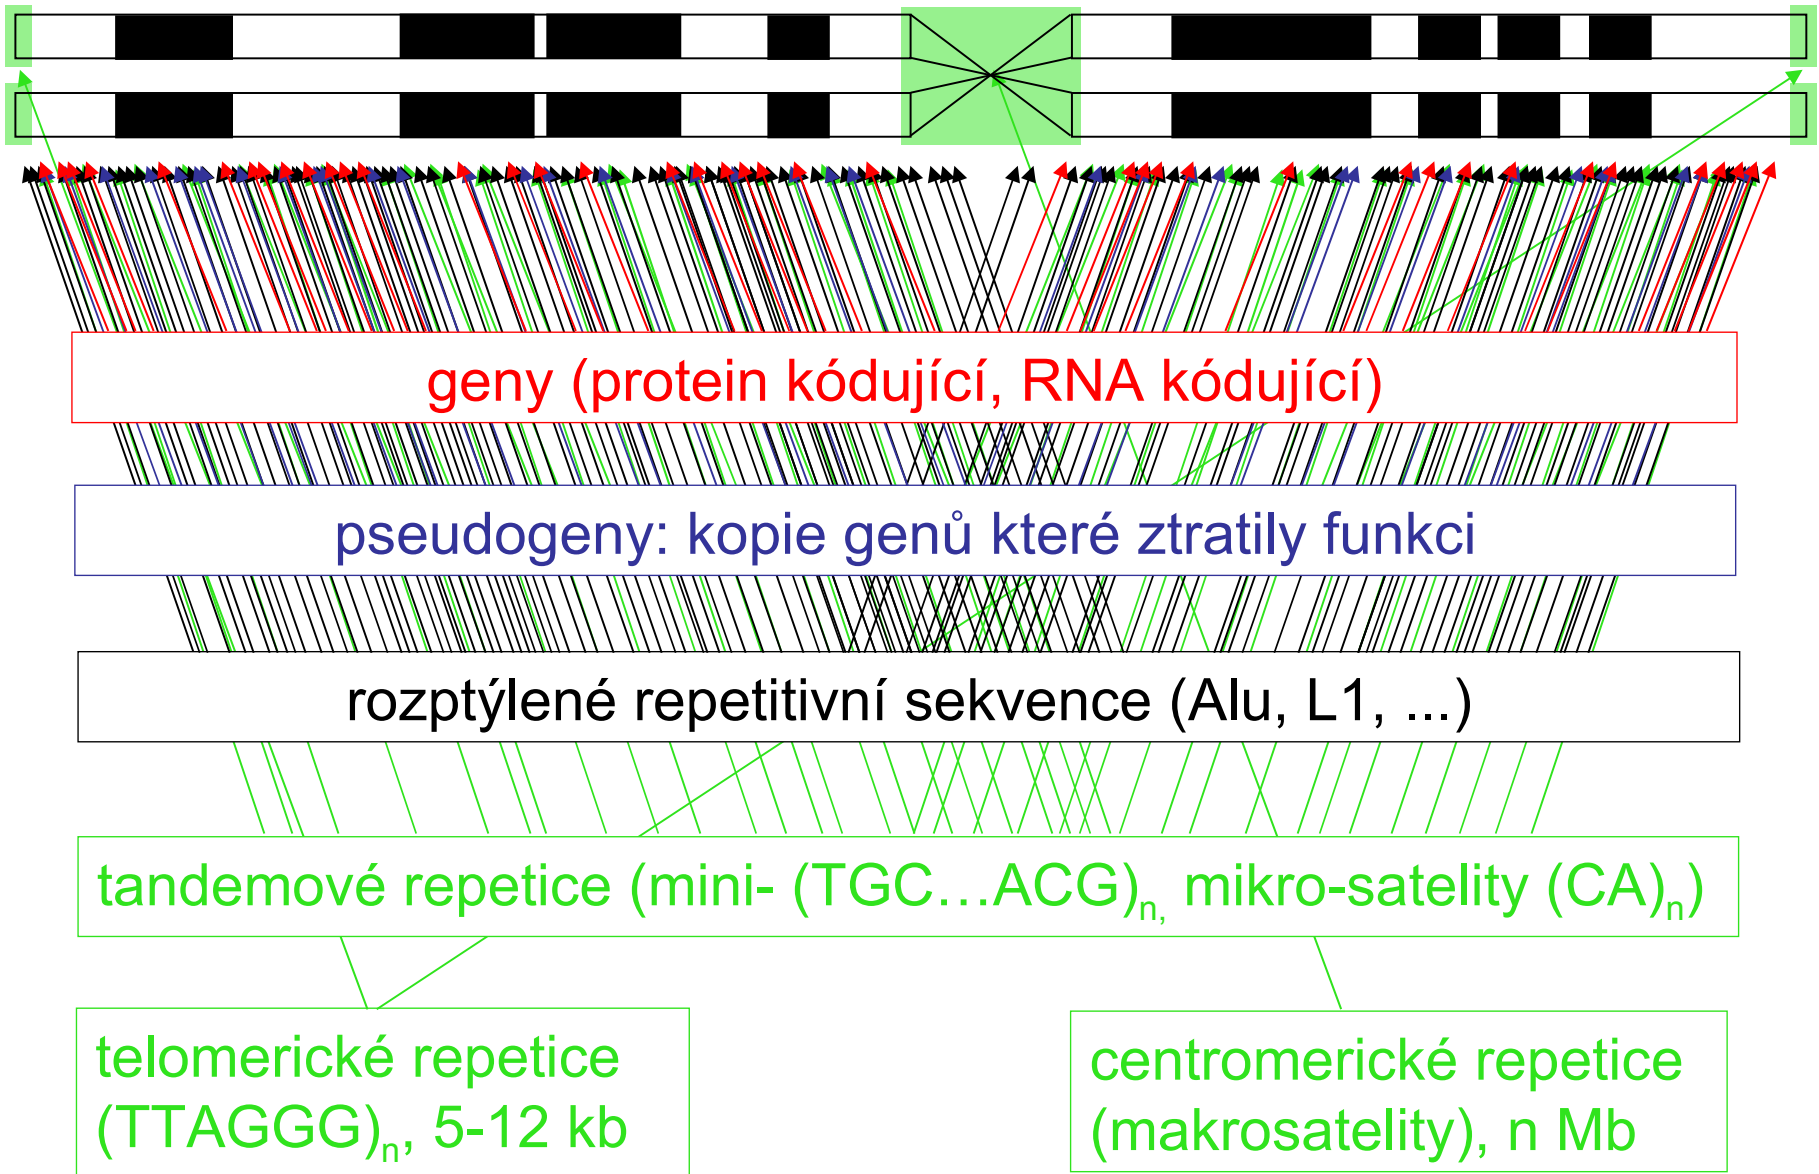 geny (protein kódující, RNA kódující)
pseudogeny: kopie genů které ztratily funkci
rozptýlené repetitivní sekvence (Alu, L1, ...)
tandemové repetice (mini- (TGC…ACG)n, mikro-satelity (CA)n)
telomerické repetice
(TTAGGG)n, 5-12 kb
centromerické repetice
(makrosatelity), n Mb